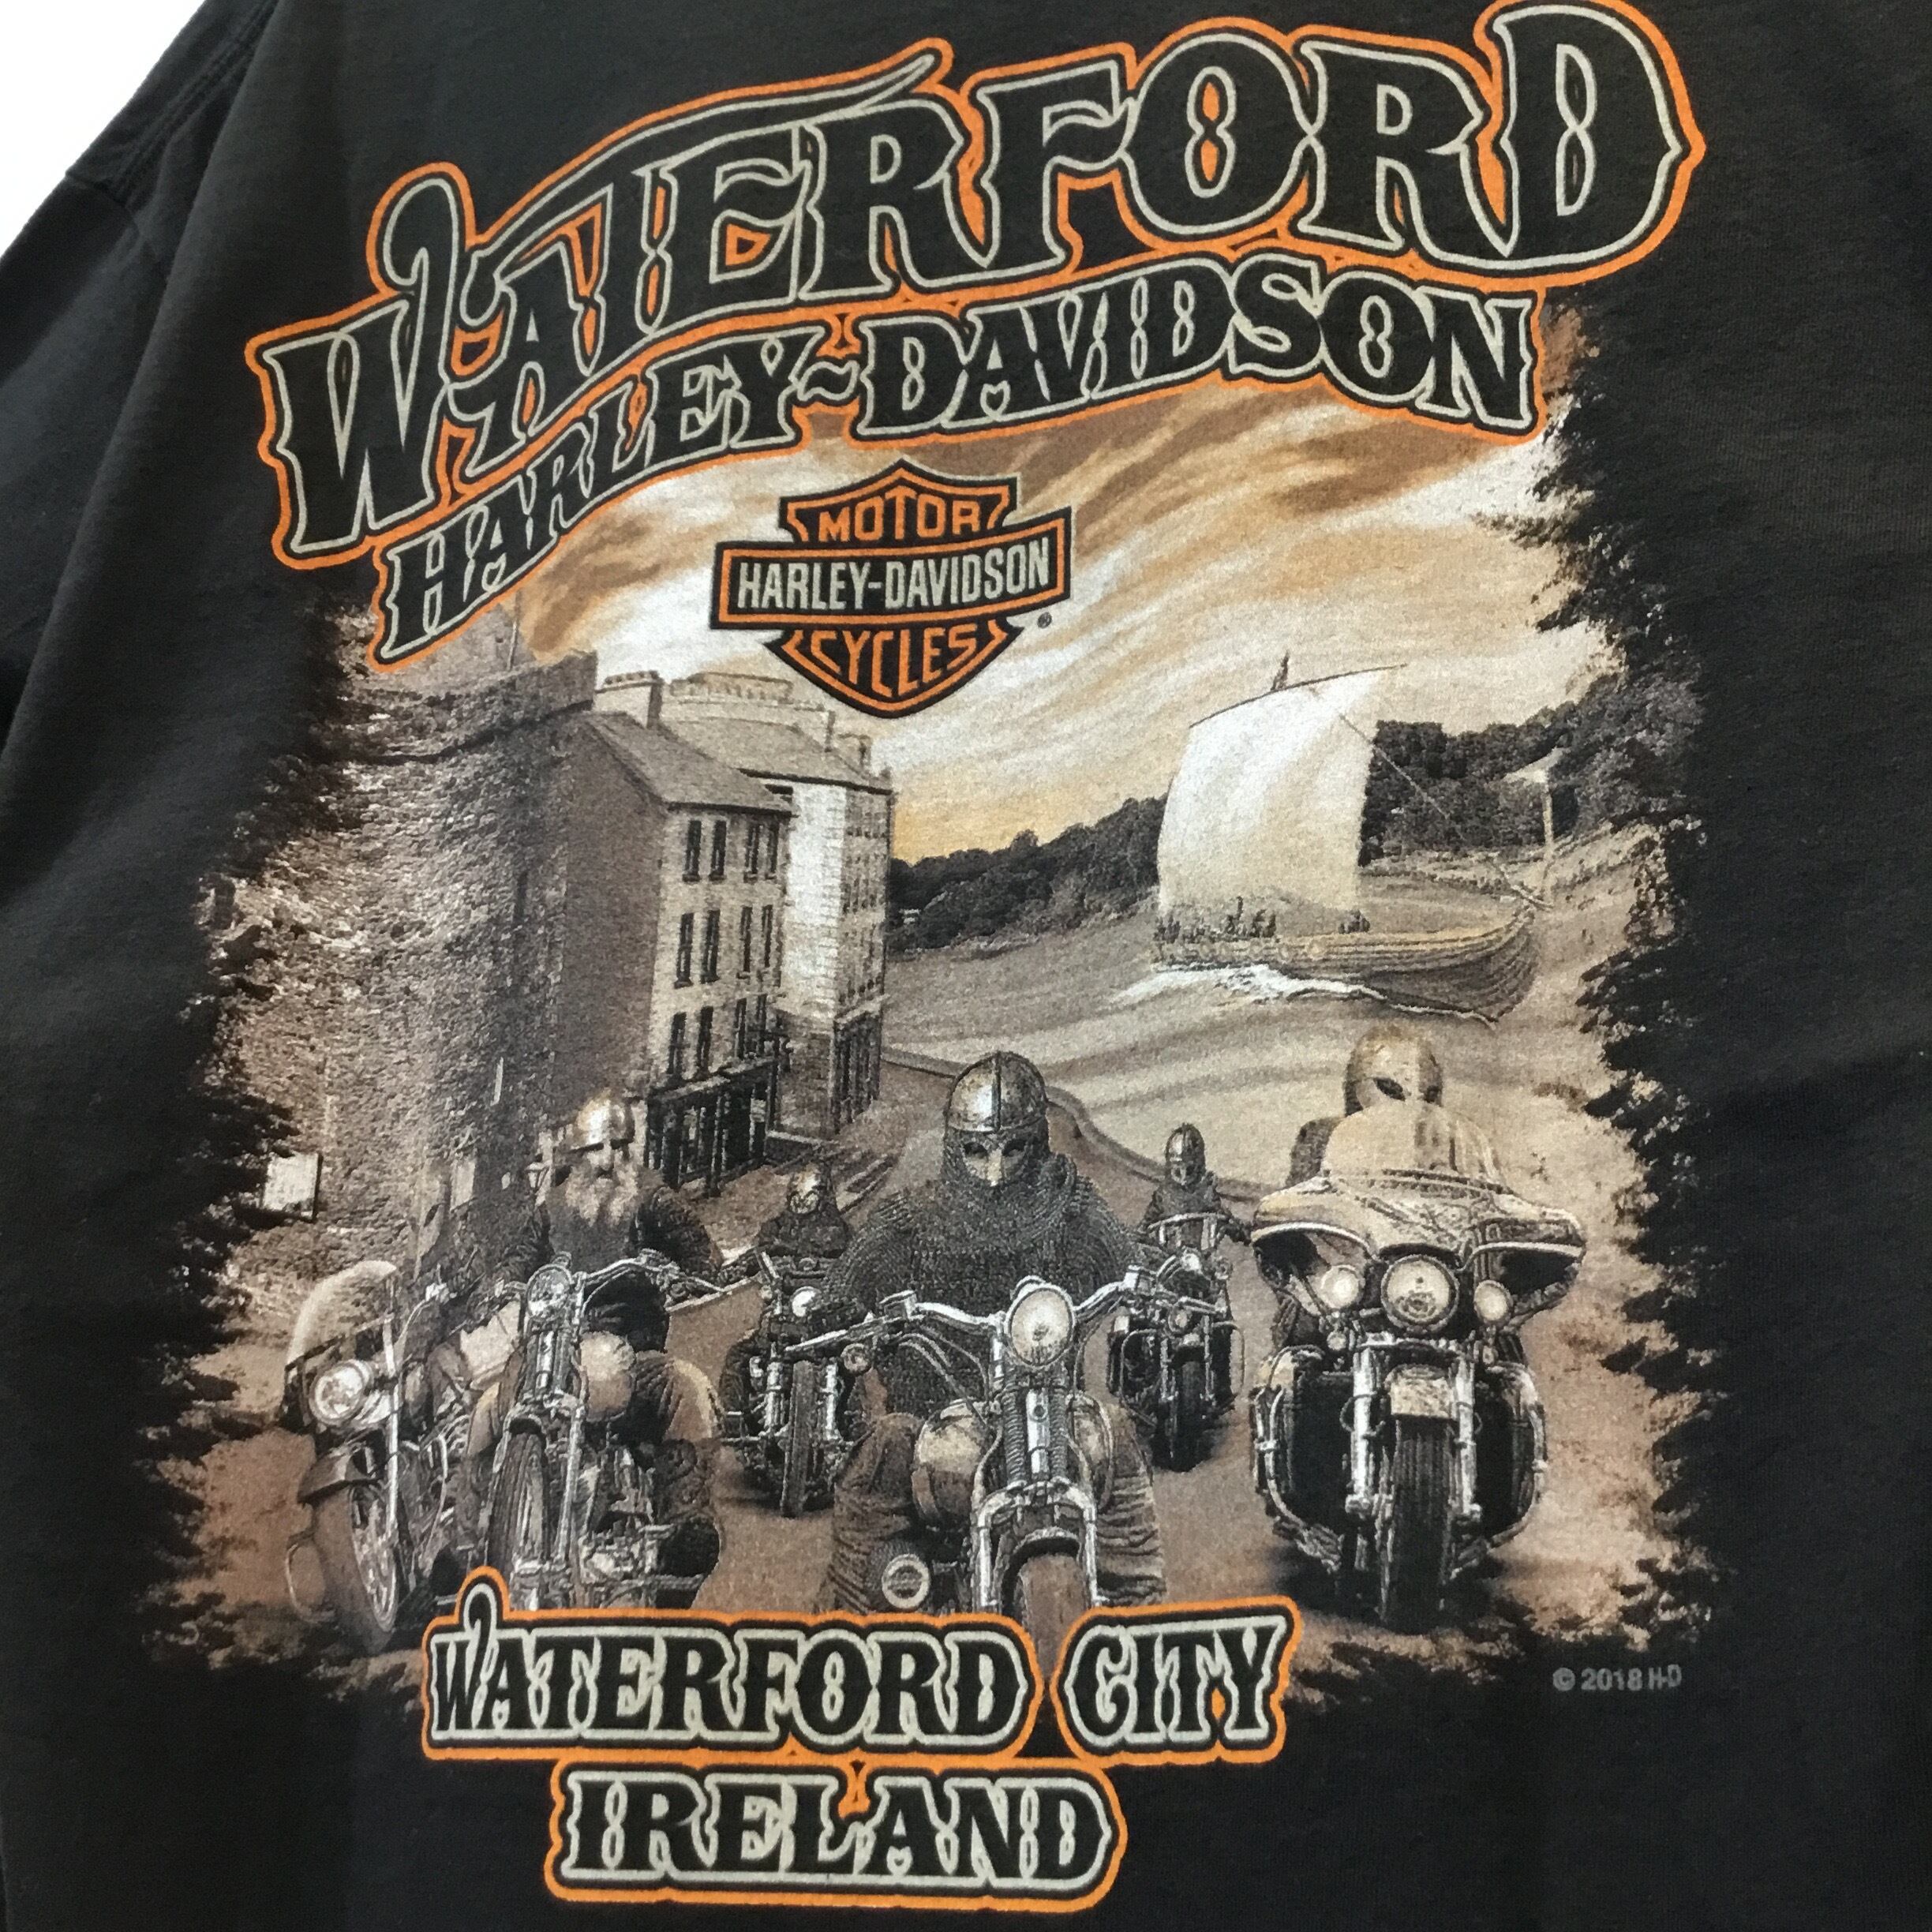 WATERFORD
HARLEY~DAVIDSON
MOTOR
HARLEY-DAVIDSON
CYCLES
®
WATERFORD CITY
IRELAND
© 2018 H-D